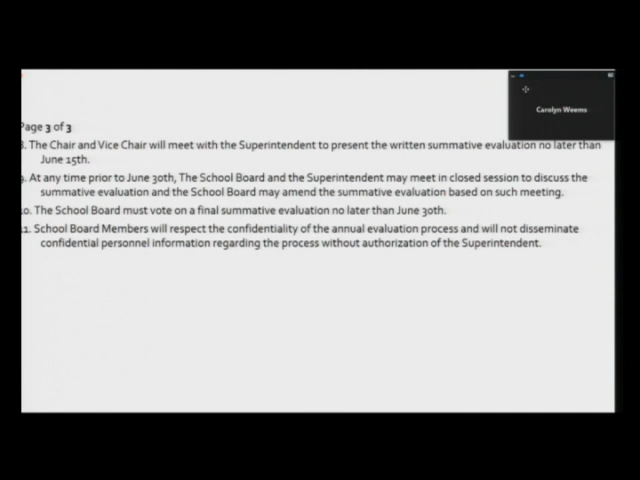 Carolyn Weems
Page 3 of 3
8. The Chair and Vice Chair will meet with the Superintendent to present the written summative evaluation no later than
June 15th.
9. At any time prior to June 30th, The School Board and the Superintendent may meet in closed session to discuss the
summative evaluation and the School Board may amend the summative evaluation based on such meeting.
10. The School Board must vote on a final summative evaluation no later than June 30th.
11. School Board Members will respect the confidentiality of the annual evaluation process and will not disseminate
confidential personnel information regarding the process without authorization of the Superintendent.